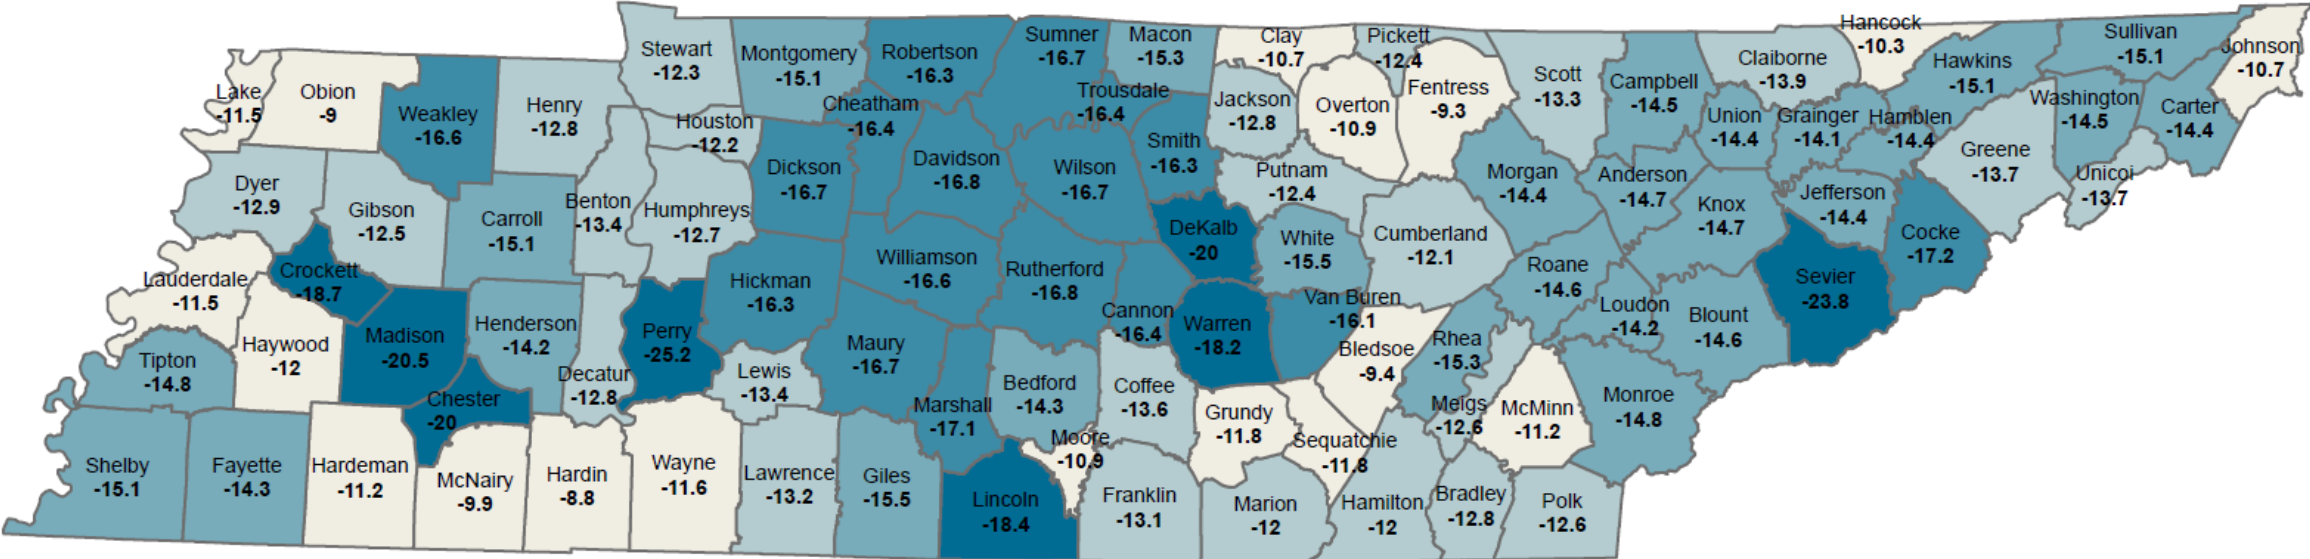 Lake
-11.5
Obion
-9
Weakley
-16.6
Henry
-12.8
Stewart
-12.3
Montgomery
-15.1
Robertson
-16.3
Sumner
-16.7
Macon
-15.3
Clay
-10.7
Pickett
-12.4
Fentress
-9.3
Scott
-13.3
Campbell
-14.5
Claiborne
-13.9
Hancock
-10.3
Hawkins
-15.1
Sullivan
-15.1
Johnson
-10.7
Houston
-12.2
Cheatham
-16.4
Trousdale
-16.4
Jackson
-12.8
Overton
-10.9
Union
-14.4
Grainger
-14.1
Hamblen
-14.4
Washington
-14.5
Carter
-14.4
Dyer
-12.9
Gibson
-12.5
Carroll
-15.1
Benton
-13.4
Humphreys
-12.7
Dickson
-16.7
Davidson
-16.8
Wilson
-16.7
Smith
-16.3
Putnam
-12.4
Morgan
-14.4
Anderson
-14.7
Knox
-14.7
Jefferson
-14.4
Greene
-13.7
Unicoi
-13.7
Lauderdale
-11.5
Crockett
-18.7
Hickman
-16.3
Williamson
-16.6
Rutherford
-16.8
DeKalb
-20
White
-15.5
Cumberland
-12.1
Roane
-14.6
Loudon
-14.2
Blount
-14.6
Sevier
-23.8
Cocke
-17.2
Tipton
-14.8
Haywood
-12
Madison
-20.5
Henderson
-14.2
Decatur
-12.8
Perry
-25.2
Lewis
-13.4
Maury
-16.7
Cannon
-16.4
Warren
-18.2
Van Buren
-16.1
Bledsoe
-9.4
Rhea
-15.3
Chester
-20
Marshall
-17.1
Bedford
-14.3
Coffee
-13.6
Grundy
-11.8
Sequatchie
-11.8
Meigs
-12.6
McMinn
-11.2
Monroe
-14.8
Shelby
-15.1
Fayette
-14.3
Hardeman
-11.2
McNairy
-9.9
Hardin
-8.8
Wayne
-11.6
Lawrence
-13.2
Giles
-15.5
Lincoln
-18.4
Moore
-10.9
Franklin
-13.1
Marion
-12
Hamilton
-12
Bradley
-12.8
Polk
-12.6